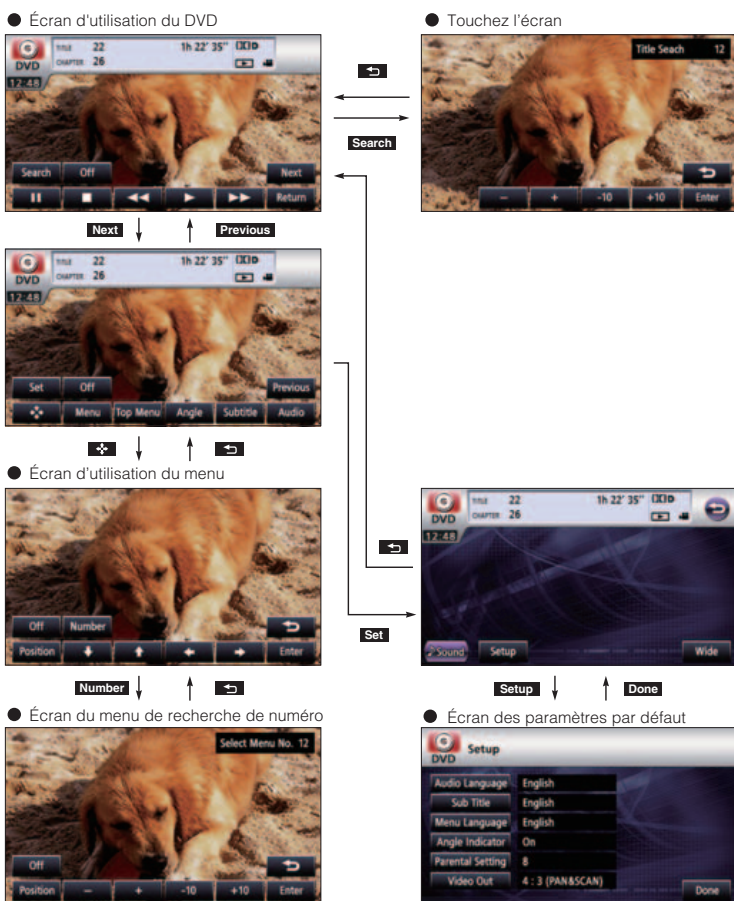 Écran d'utilisation du DVD
DVD
TITLE 22
CHAPTER 26
1h 22' 35"
12:48
Search Off Next
Return
Search
Touchez l'écran
Title Seach 12
− + -10 +10 Enter
Next Previous
DVD
TITLE 22
CHAPTER 26
1h 22' 35"
12:48
Set Off Previous
Menu Top Menu Angle Subtitle Audio
Écran d'utilisation du menu
Off Number
Position Enter
Number
Écran du menu de recherche de numéro
Select Menu No. 12
Off
Position − + -10 +10 Enter
Set
DVD
TITLE 22
CHAPTER 26
1h 22' 35"
12:48
Sound Setup Wide
Setup Done
Écran des paramètres par défaut
DVD
Setup
Audio Language English
Sub Title English
Menu Language English
Angle Indicator On
Parental Setting 8
Video Out 4 : 3 (PAN&SCAN)
Done